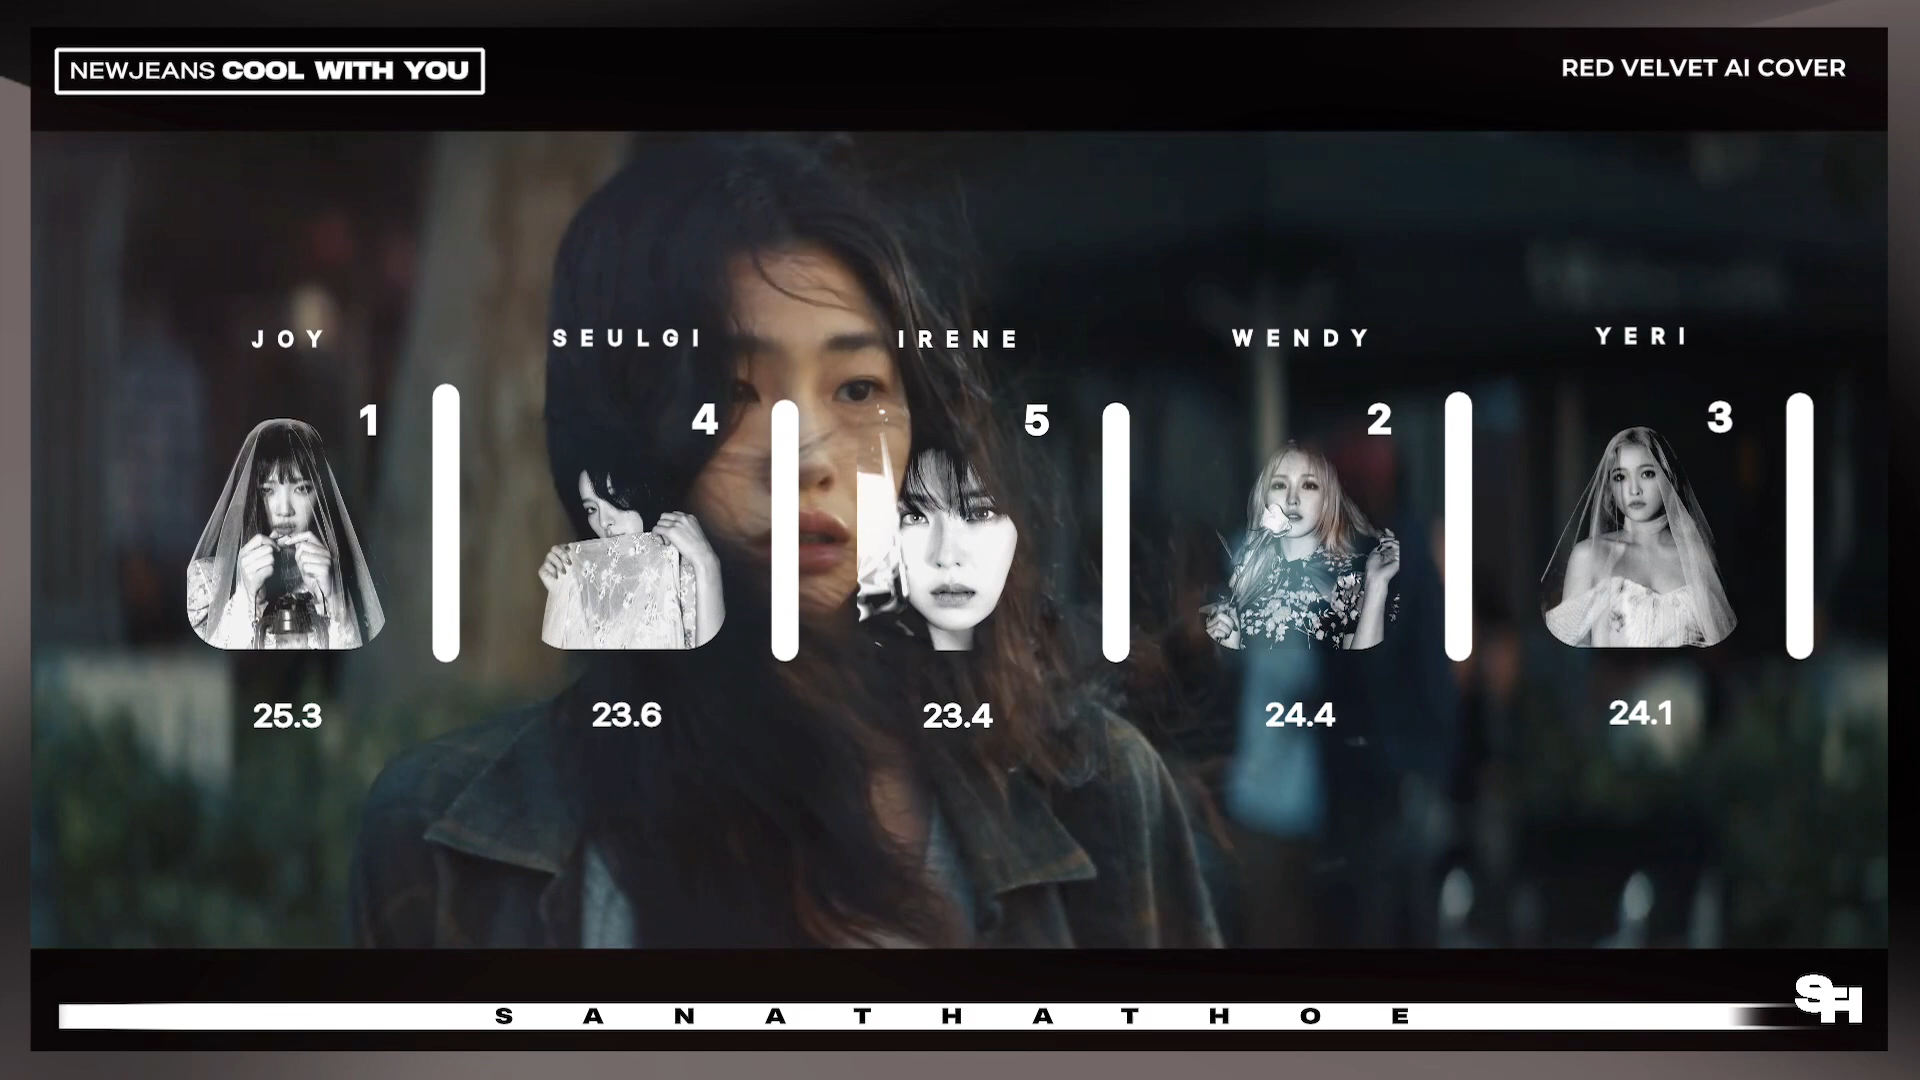 NEWJEANS COOL WITH YOU
RED VELVET AI COVER
JOY
SEULGI
IRENE
WENDY
YERI
1
4
5
2
3
25.3
23.6
23.4
24.4
24.1
SANATHATHOE
SH